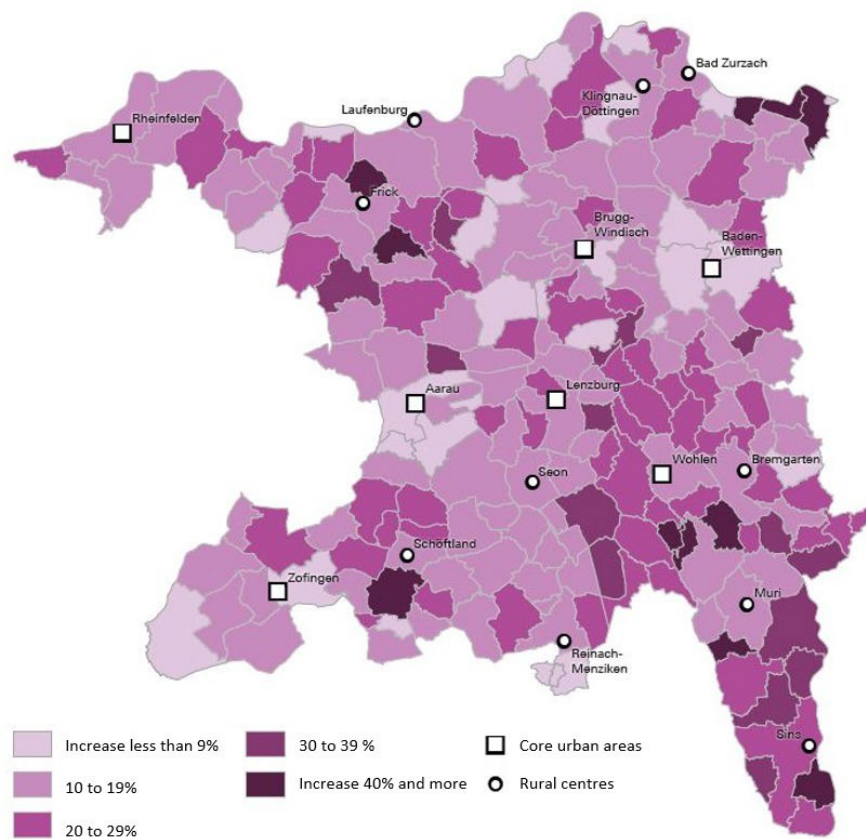 Bad Zurzach
Rheinfelden
Laufenburg
Klingnau-
Döttingen
Frick
Brugg-
Windisch
Baden-
Wettingen
Aarau
Lenzburg
Seon
Wohlen
Bremgarten
Schöftland
Zofingen
Muri
Reinach-
Menziken
Sins
Increase less than 9%
30 to 39 %
Core urban areas
10 to 19%
Increase 40% and more
Rural centres
20 to 29%